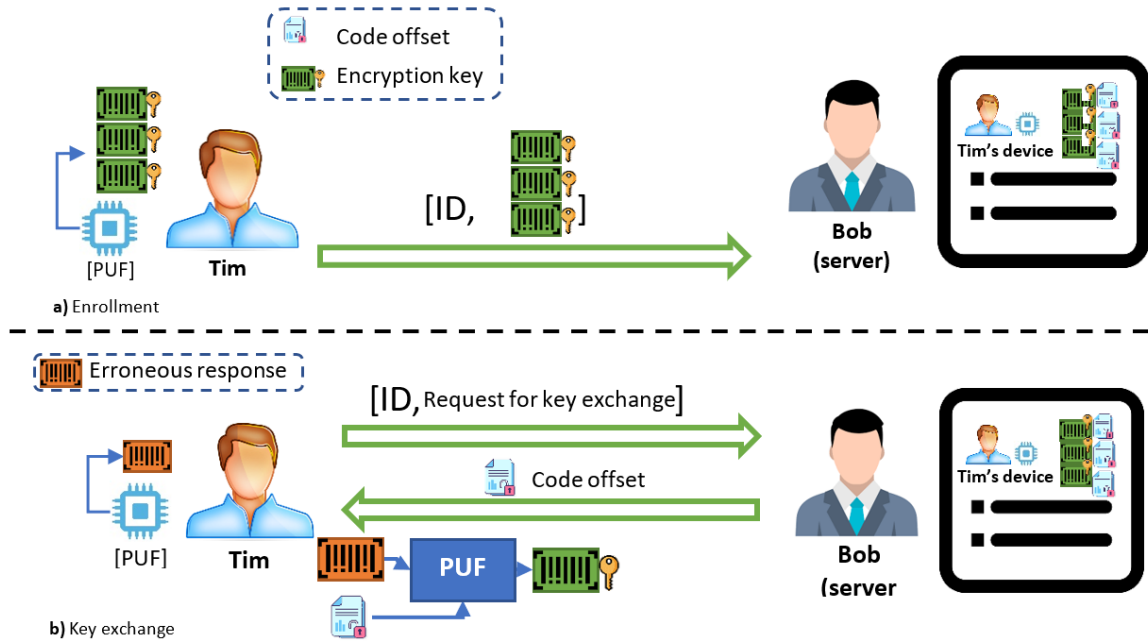 Code offset
Encryption key
[ID, ]
[PUF]
Tim
Bob
(server)
Tim's device
a) Enrollment
Erroneous response
[ID, Request for key exchange]
Code offset
[PUF]
Tim
PUF
Bob
(server
Tim's device
b) Key exchange